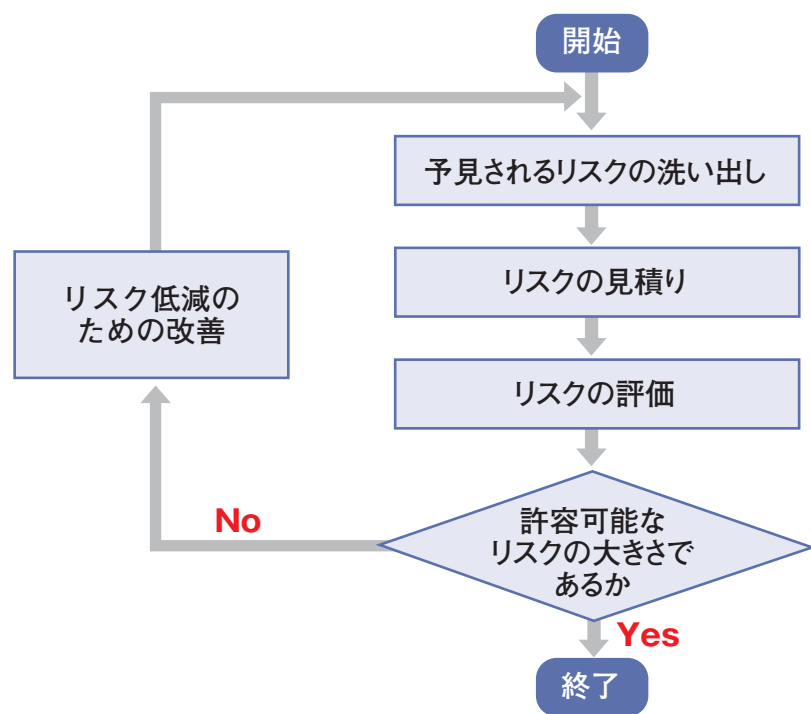 開始
予見されるリスクの洗い出し
リスクの見積り
リスクの評価
許容可能な
リスクの大きさで
あるか
No
リスク低減の
ための改善
Yes
終了